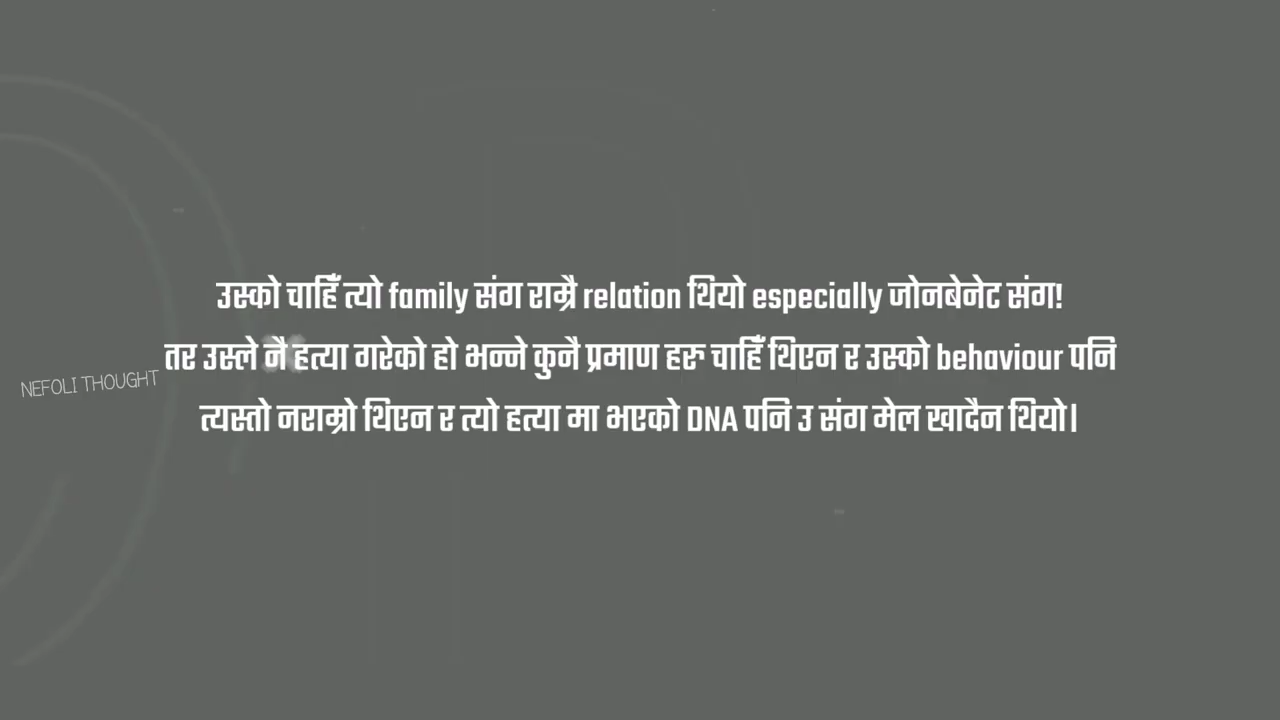 उस्को चाहिँ त्यो family संग राम्रै relation थियो especially जोनबेनेट संग!
तर उस्ले नै हत्या गरेको हो भन्ने कुनै प्रमाण हरु चाहिँ थिएन र उस्को behaviour पनि
त्यस्तो नराम्रो थिएन र त्यो हत्या मा भएको DNA पनि उ संग मेल खादैन थियो।
NEFOLI THOUGHT